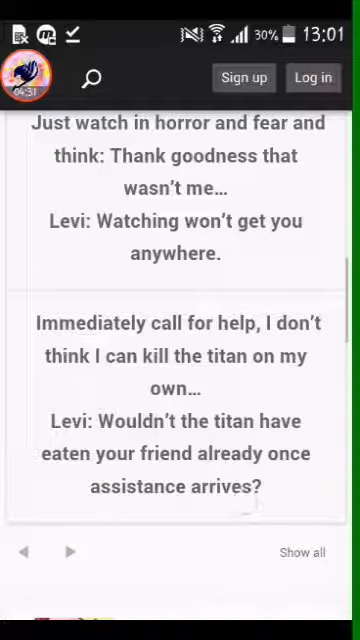 30% 13:01
04:31
Sign up
Log in
Just watch in horror and fear and
think: Thank goodness that
wasn't me...
Levi: Watching won't get you
anywhere.
Immediately call for help, I don't
think I can kill the titan on my
own...
Levi: Wouldn't the titan have
eaten your friend already once
assistance arrives?
Show all